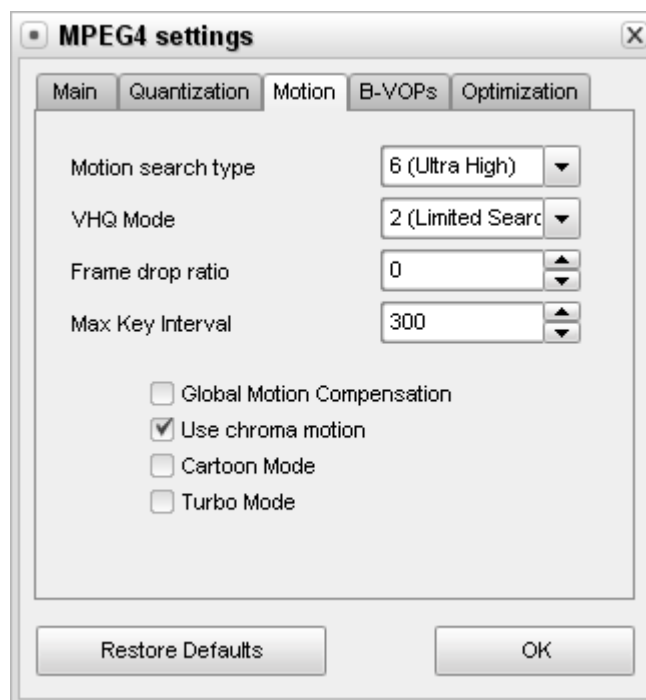 MPEG4 settings
Main Quantization Motion B-VOPs Optimization
Motion search type 6 (Ultra High)
VHQ Mode 2 (Limited Searc
Frame drop ratio 0
Max Key Interval 300
Global Motion Compensation
Use chroma motion
Cartoon Mode
Turbo Mode
Restore Defaults OK